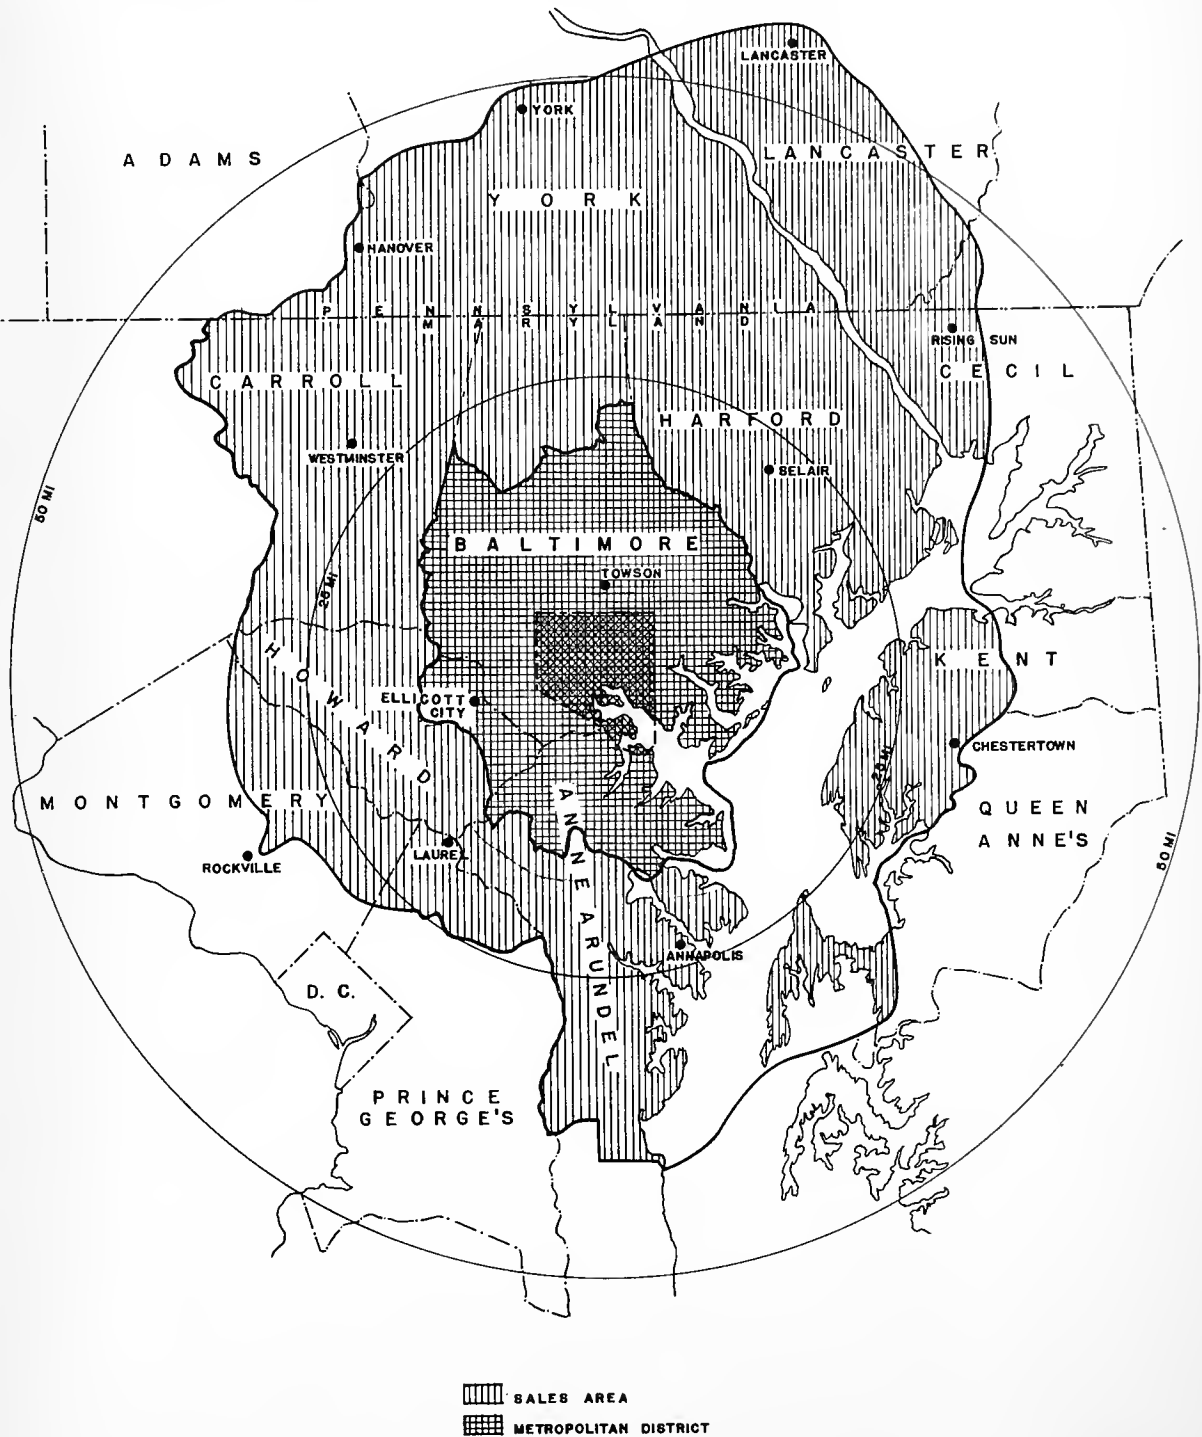 LANCASTER
YORK
ADAMS
LANCASTER
YORK
HANOVER
PENNSYLVANIA
MARYLAND
RISING SUN
CECIL
CARROLL
HARFORD
WESTMINSTER
BELAIR
50 MI
BALTIMORE
TOWSON
25 MI
HOWARD
KENT
ELLICOTT
CITY
CHESTERTOWN
25 MI
MONTGOMERY
QUEEN
ANNE'S
ROCKVILLE
LAUREL
50 MI
ANNE ARUNDEL
ANNAPOLIS
D. C.
PRINCE
GEORGE'S
SALES AREA
METROPOLITAN DISTRICT